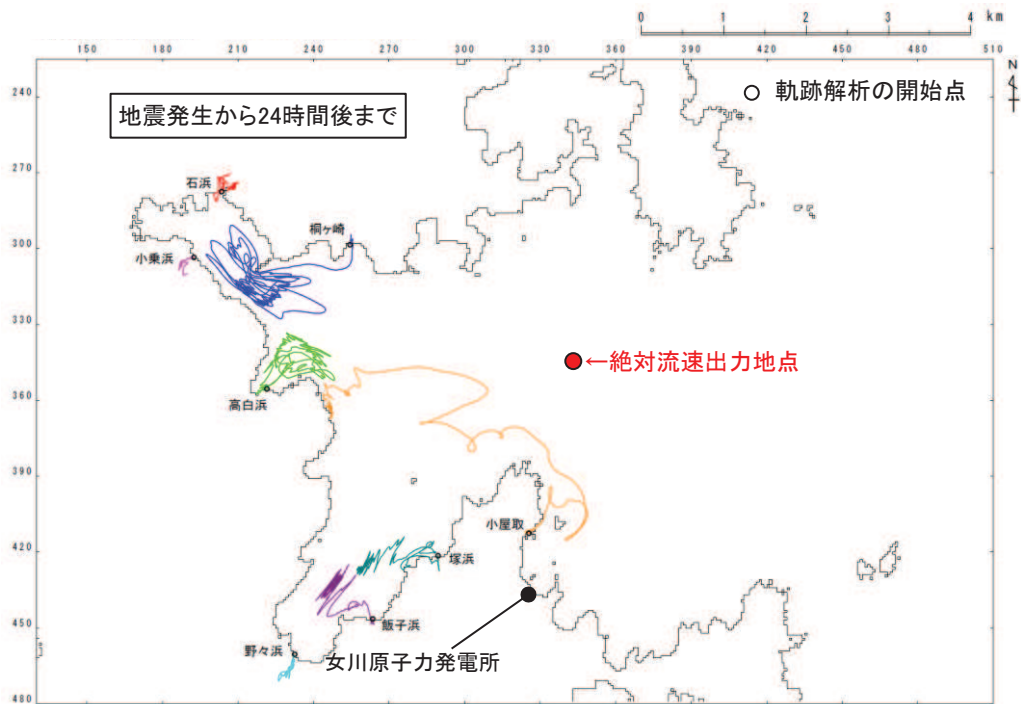 0 1 2 3 4 km
150 180 210 240 270 300 330 360 390 420 450 480 510
N
240
270
300
330
360
390
420
450
480
○ 軌跡解析の開始点
地震発生から24時間後まで
石浜
桐ヶ崎
小乗浜
←絶対流速出力地点
高白浜
小屋取
塚浜
飯子浜
野々浜
女川原子力発電所